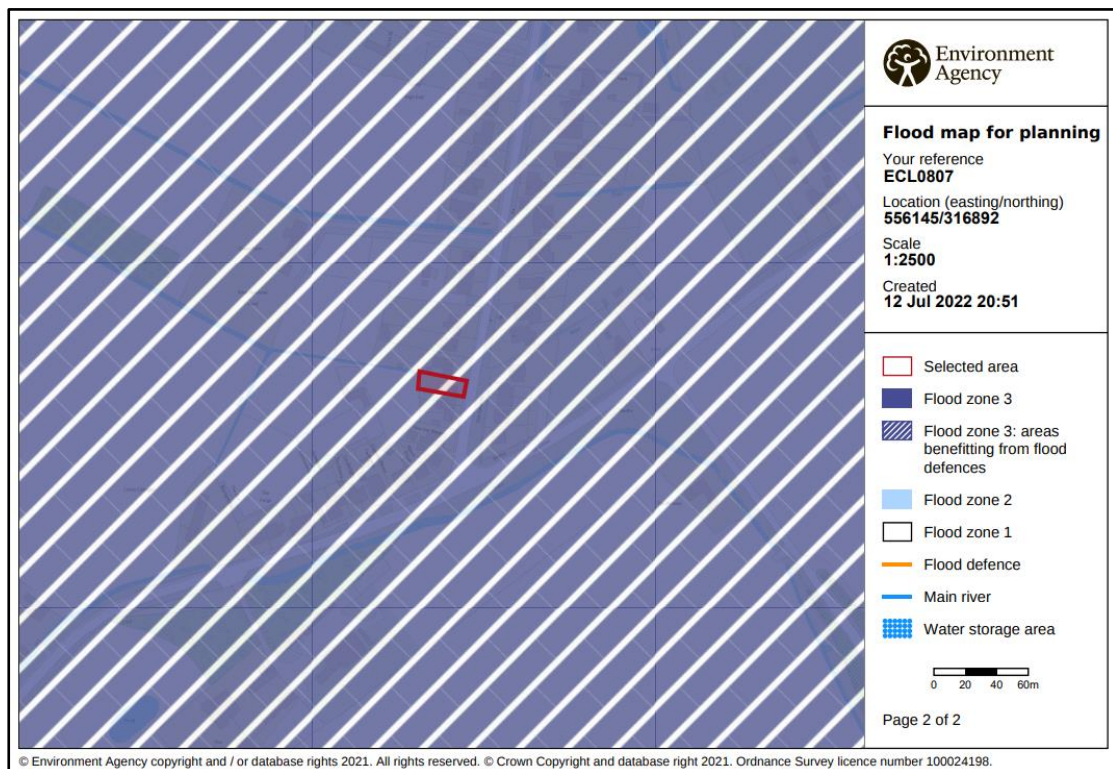 Environment
Agency
Flood map for planning
Your reference
ECL0807
Location (easting/northing)
556145/316892
Scale
1:2500
Created
12 Jul 2022 20:51
Selected area
Flood zone 3
Flood zone 3: areas
benefitting from flood
defences
Flood zone 2
Flood zone 1
Flood defence
Main river
Water storage area
0 20 40 60m
Page 2 of 2
© Environment Agency copyright and / or database rights 2021. All rights reserved. © Crown Copyright and database right 2021. Ordnance Survey licence number 100024198.